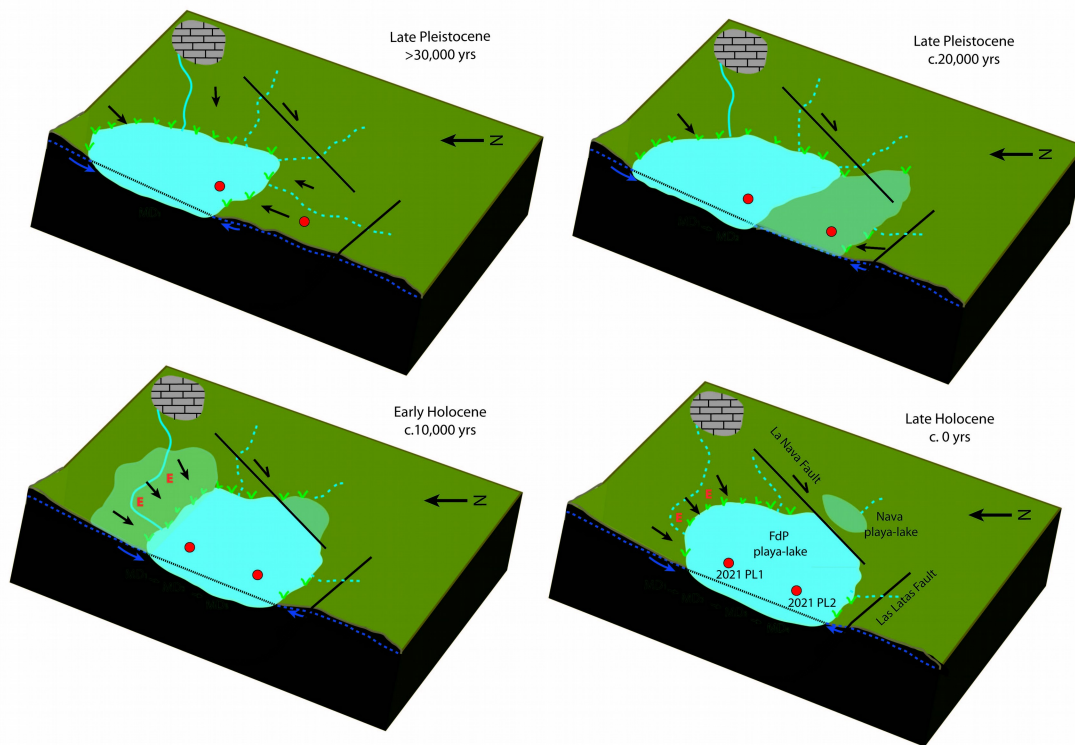 Late Pleistocene
>30,000 yrs
N
Late Pleistocene
c.20,000 yrs
N
Early Holocene
c.10,000 yrs
E
E
N
Late Holocene
c. 0 yrs
La Nava Fault
N
E
E
Nava
playa-lake
FdP
playa-lake
2021 PL1
2021 PL2
Las Latas Fault